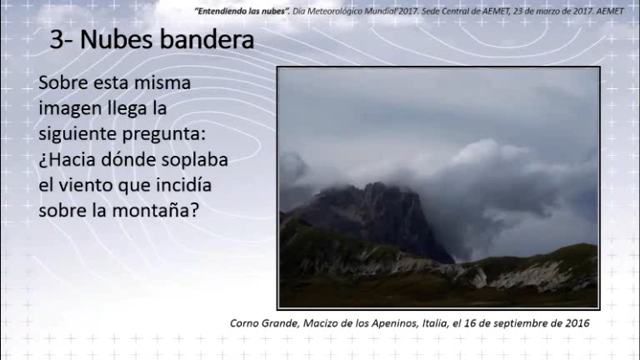 "Entendiendo las nubes". Día Meteorológico Mundial'2017. Sede Central de AEMET, 23 de marzo de 2017. AEMET
3- Nubes bandera
Sobre esta misma
imagen llega la
siguiente pregunta:
¿Hacia dónde soplaba
el viento que incidía
sobre la montaña?
Corno Grande, Macizo de los Apeninos, Italia, el 16 de septiembre de 2016